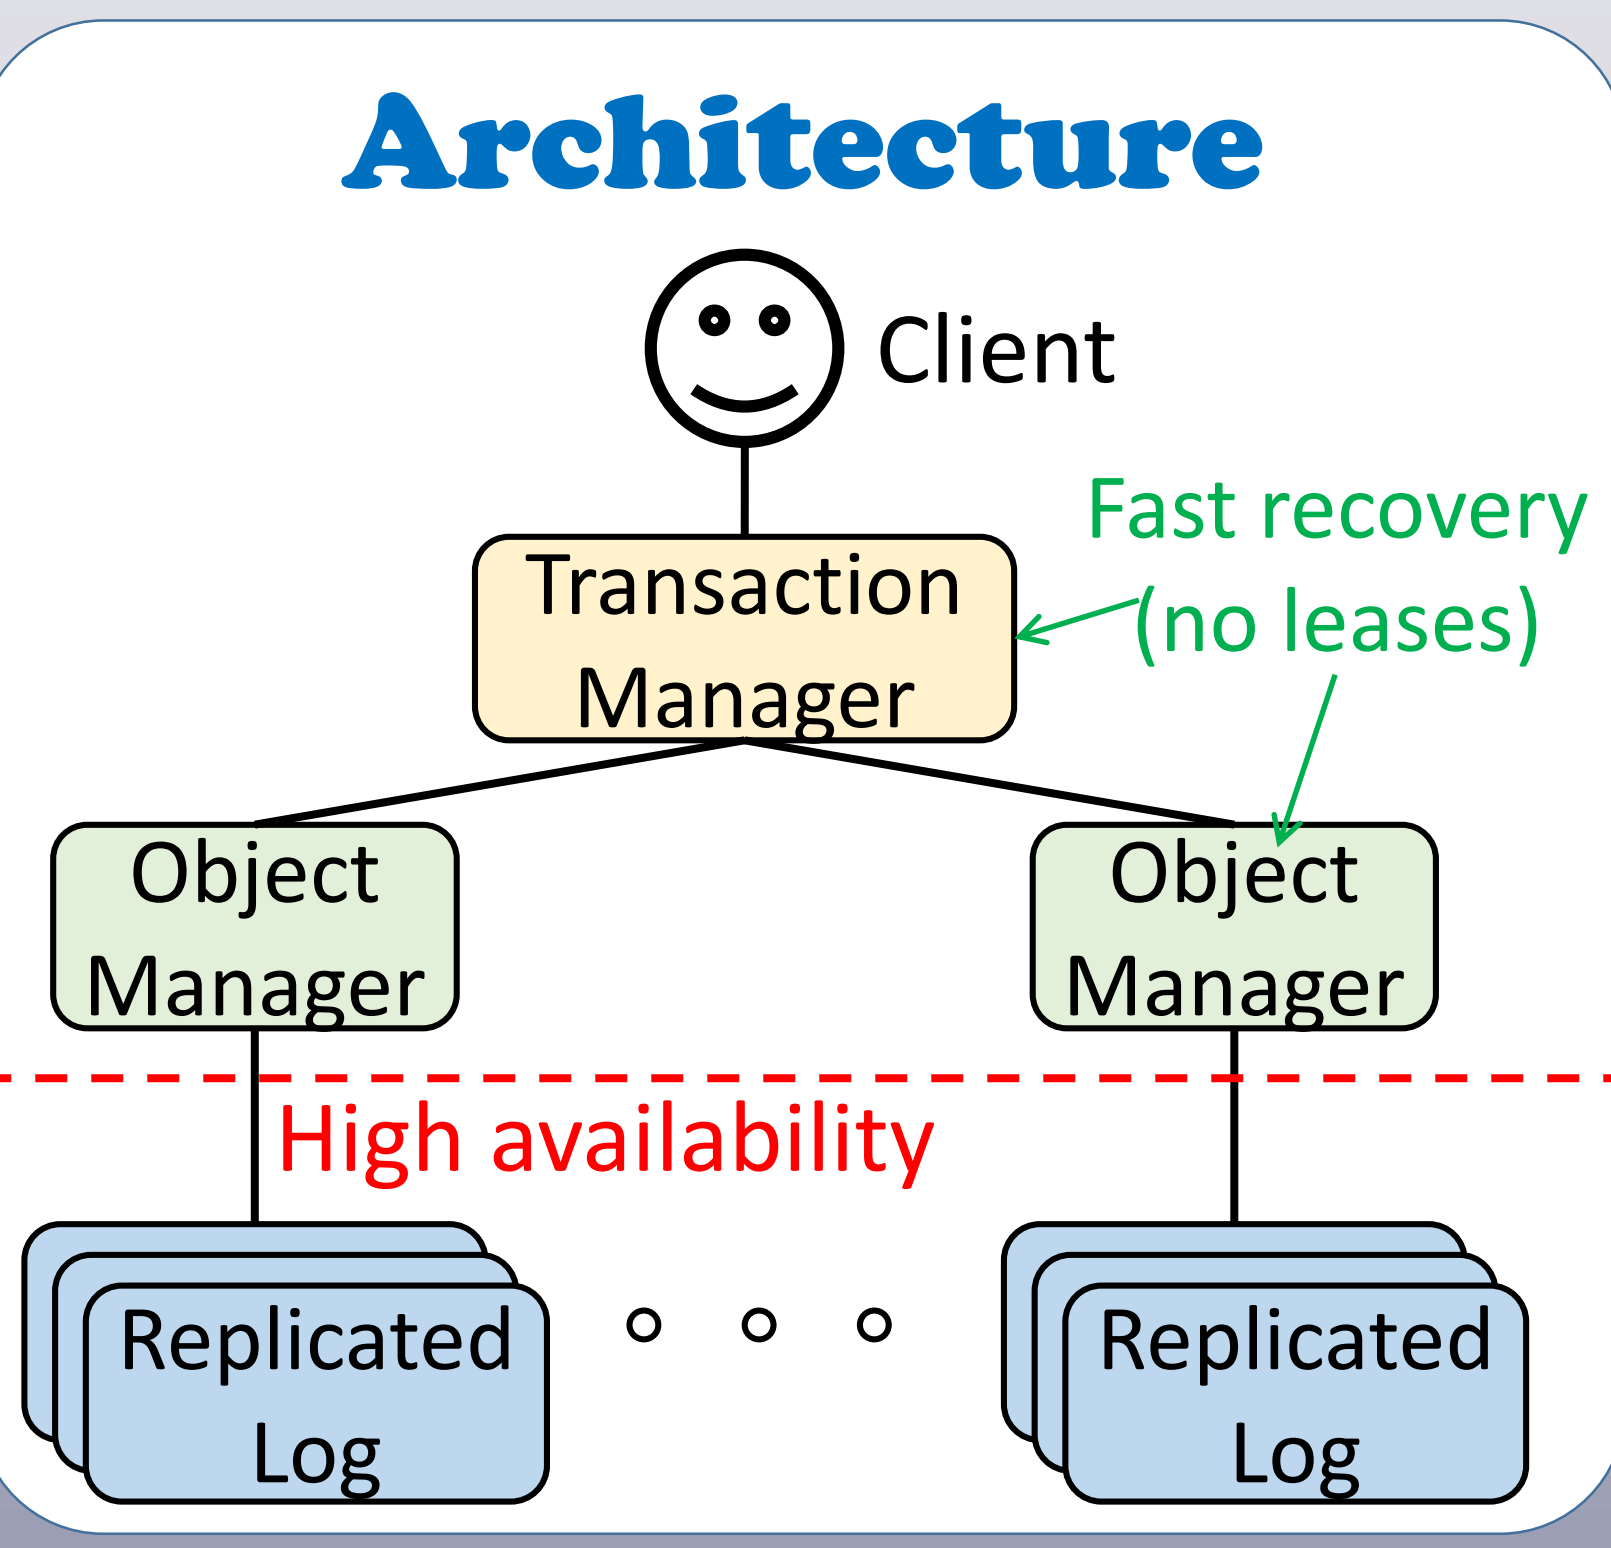 Architecture
Client
Fast recovery
(no leases)
Transaction
Manager
Object
Manager
Object
Manager
High availability
Replicated
Log
Replicated
Log